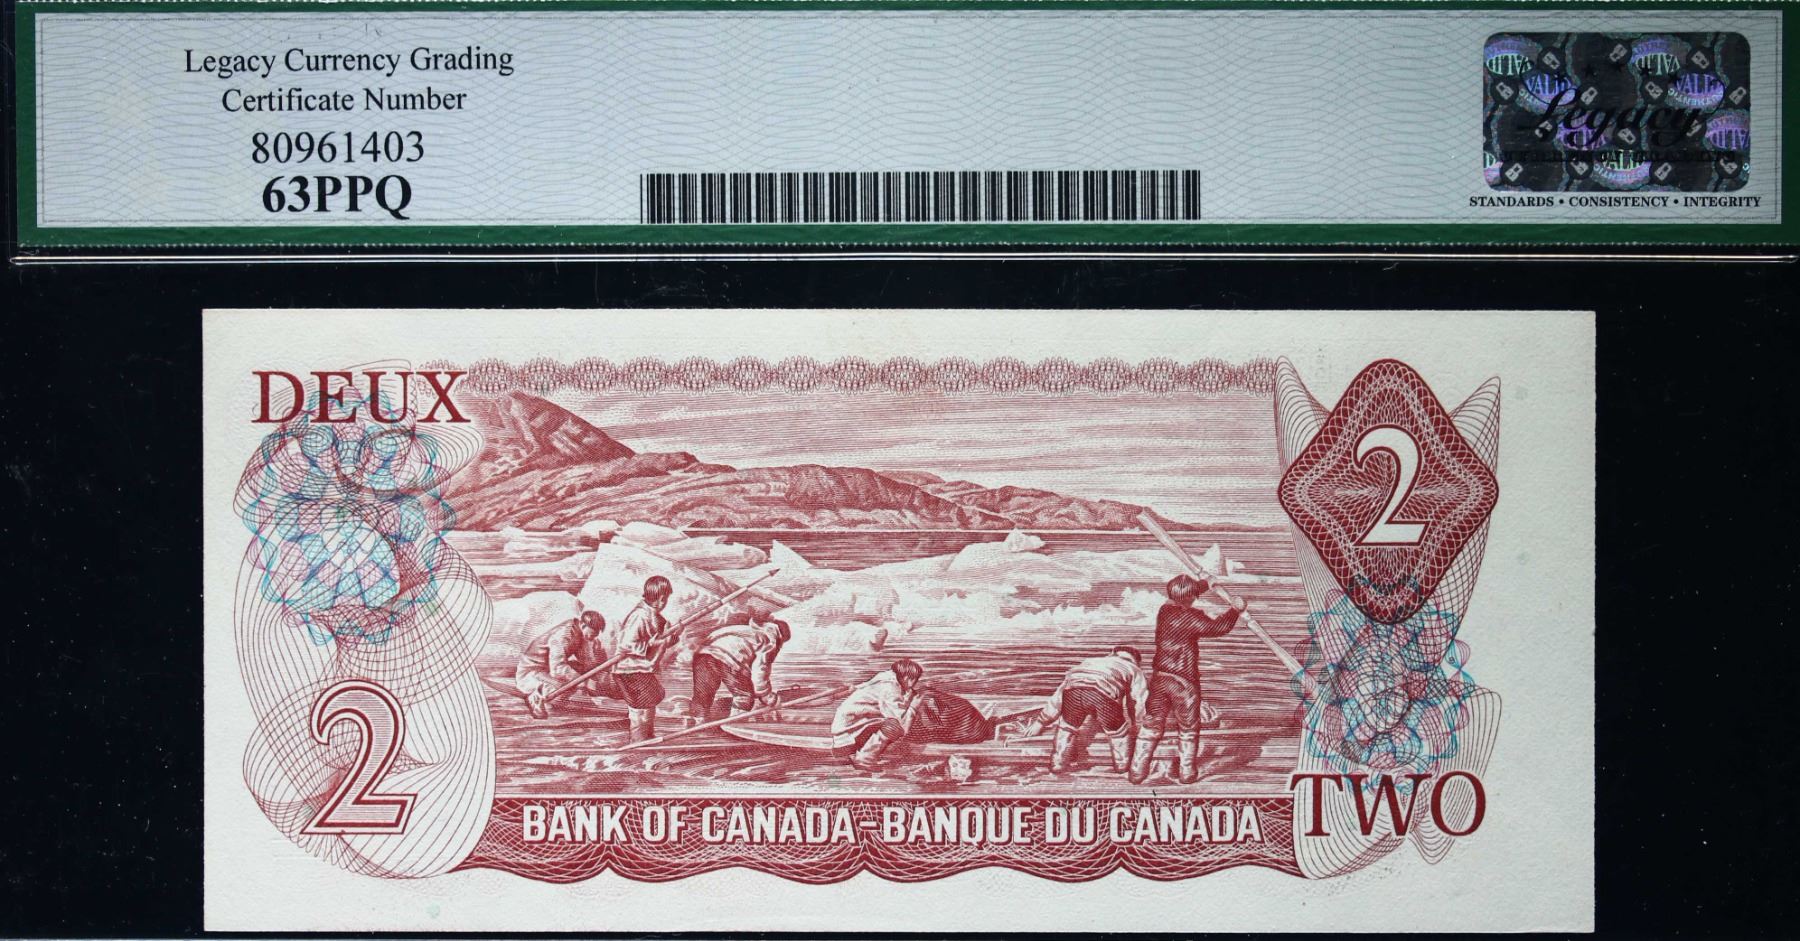 Legacy Currency Grading
Certificate Number
80961403
63PPQ
Legacy
STANDARDS • CONSISTENCY • INTEGRITY
DEUX
2
2
BANK OF CANADA - BANQUE DU CANADA
TWO